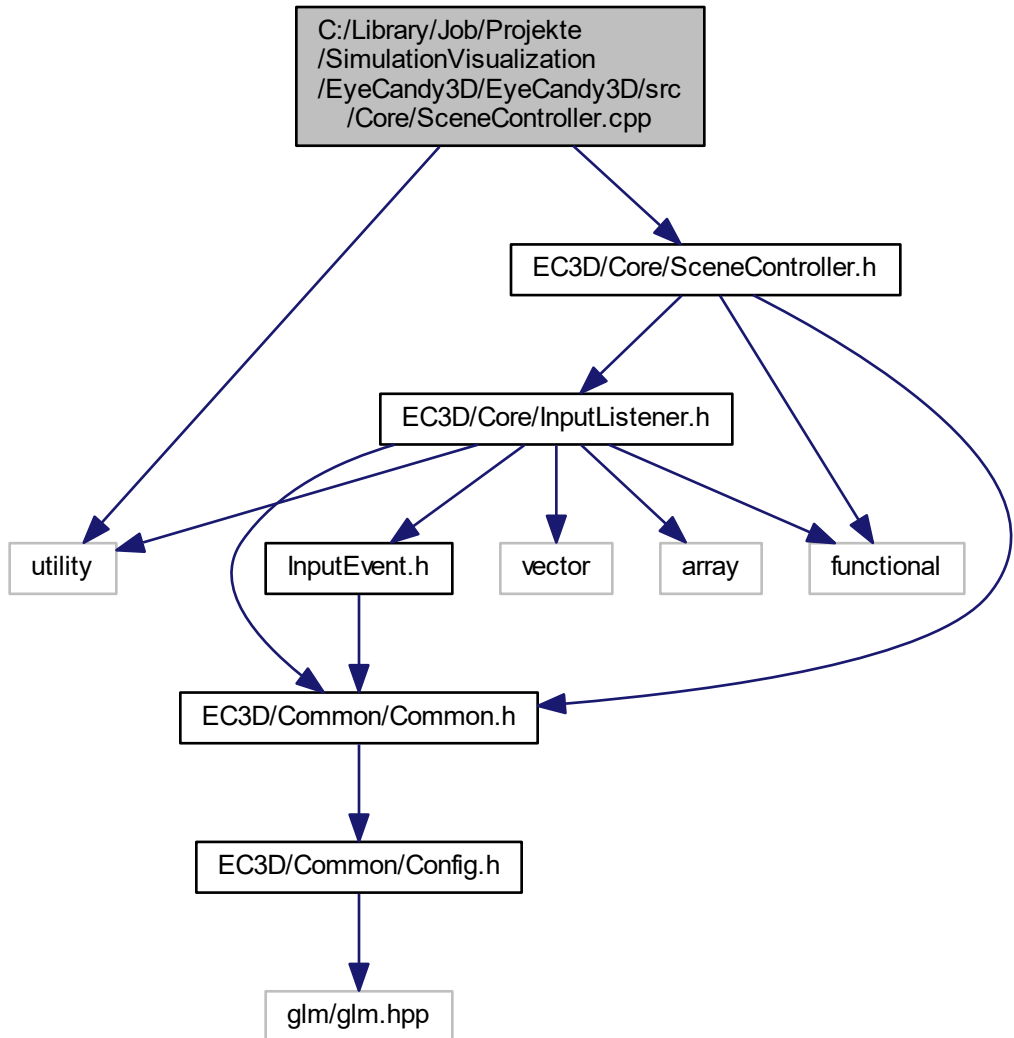 C:/Library/Job/Projekte
/SimulationVisualization
/EyeCandy3D/EyeCandy3D/src
/Core/SceneController.cpp
EC3D/Core/SceneController.h
EC3D/Core/InputListener.h
utility
InputEvent.h
vector
array
functional
EC3D/Common/Common.h
EC3D/Common/Config.h
glm/glm.hpp